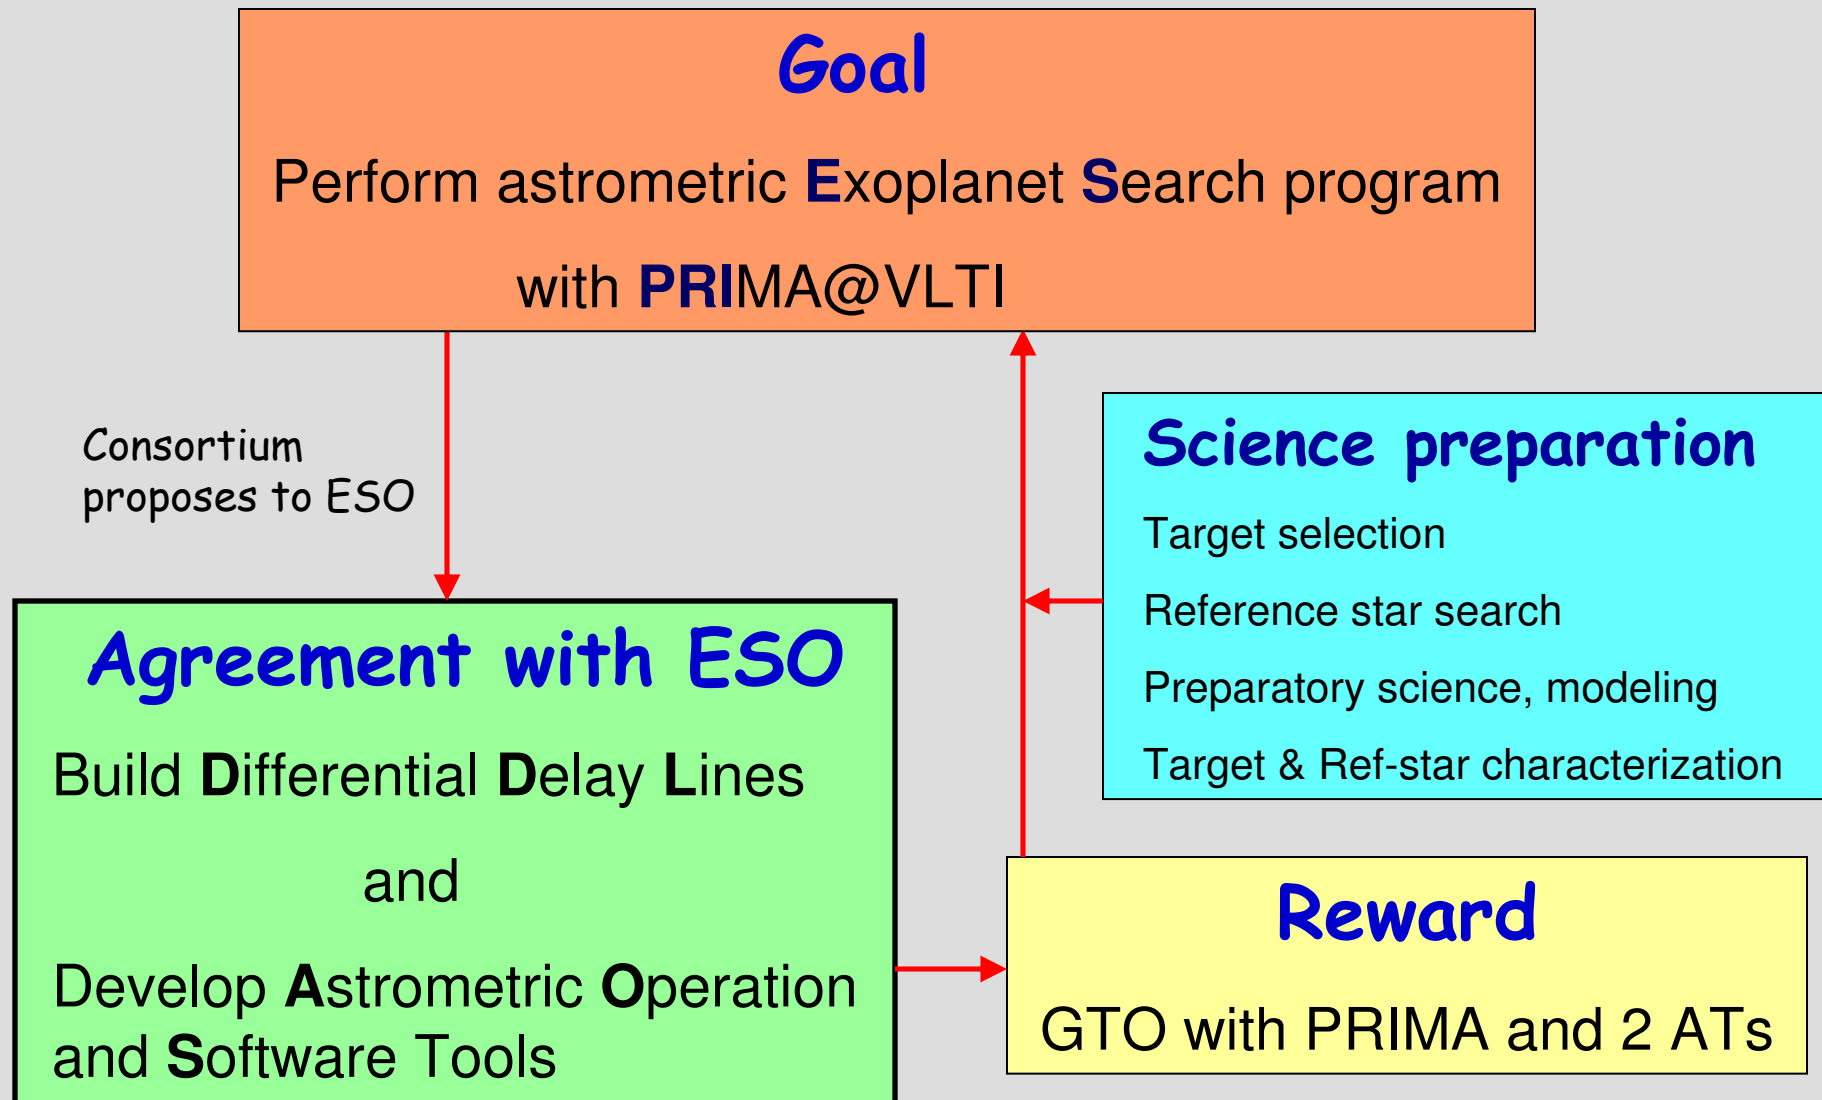 Goal
Perform astrometric Exoplanet Search program
with PRIMA@VLTI
Consortium
proposes to ESO
Science preparation
Target selection
Reference star search
Preparatory science, modeling
Target & Ref-star characterization
Agreement with ESO
Build Differential Delay Lines
and
Develop Astrometric Operation
and Software Tools
Reward
GTO with PRIMA and 2 ATs